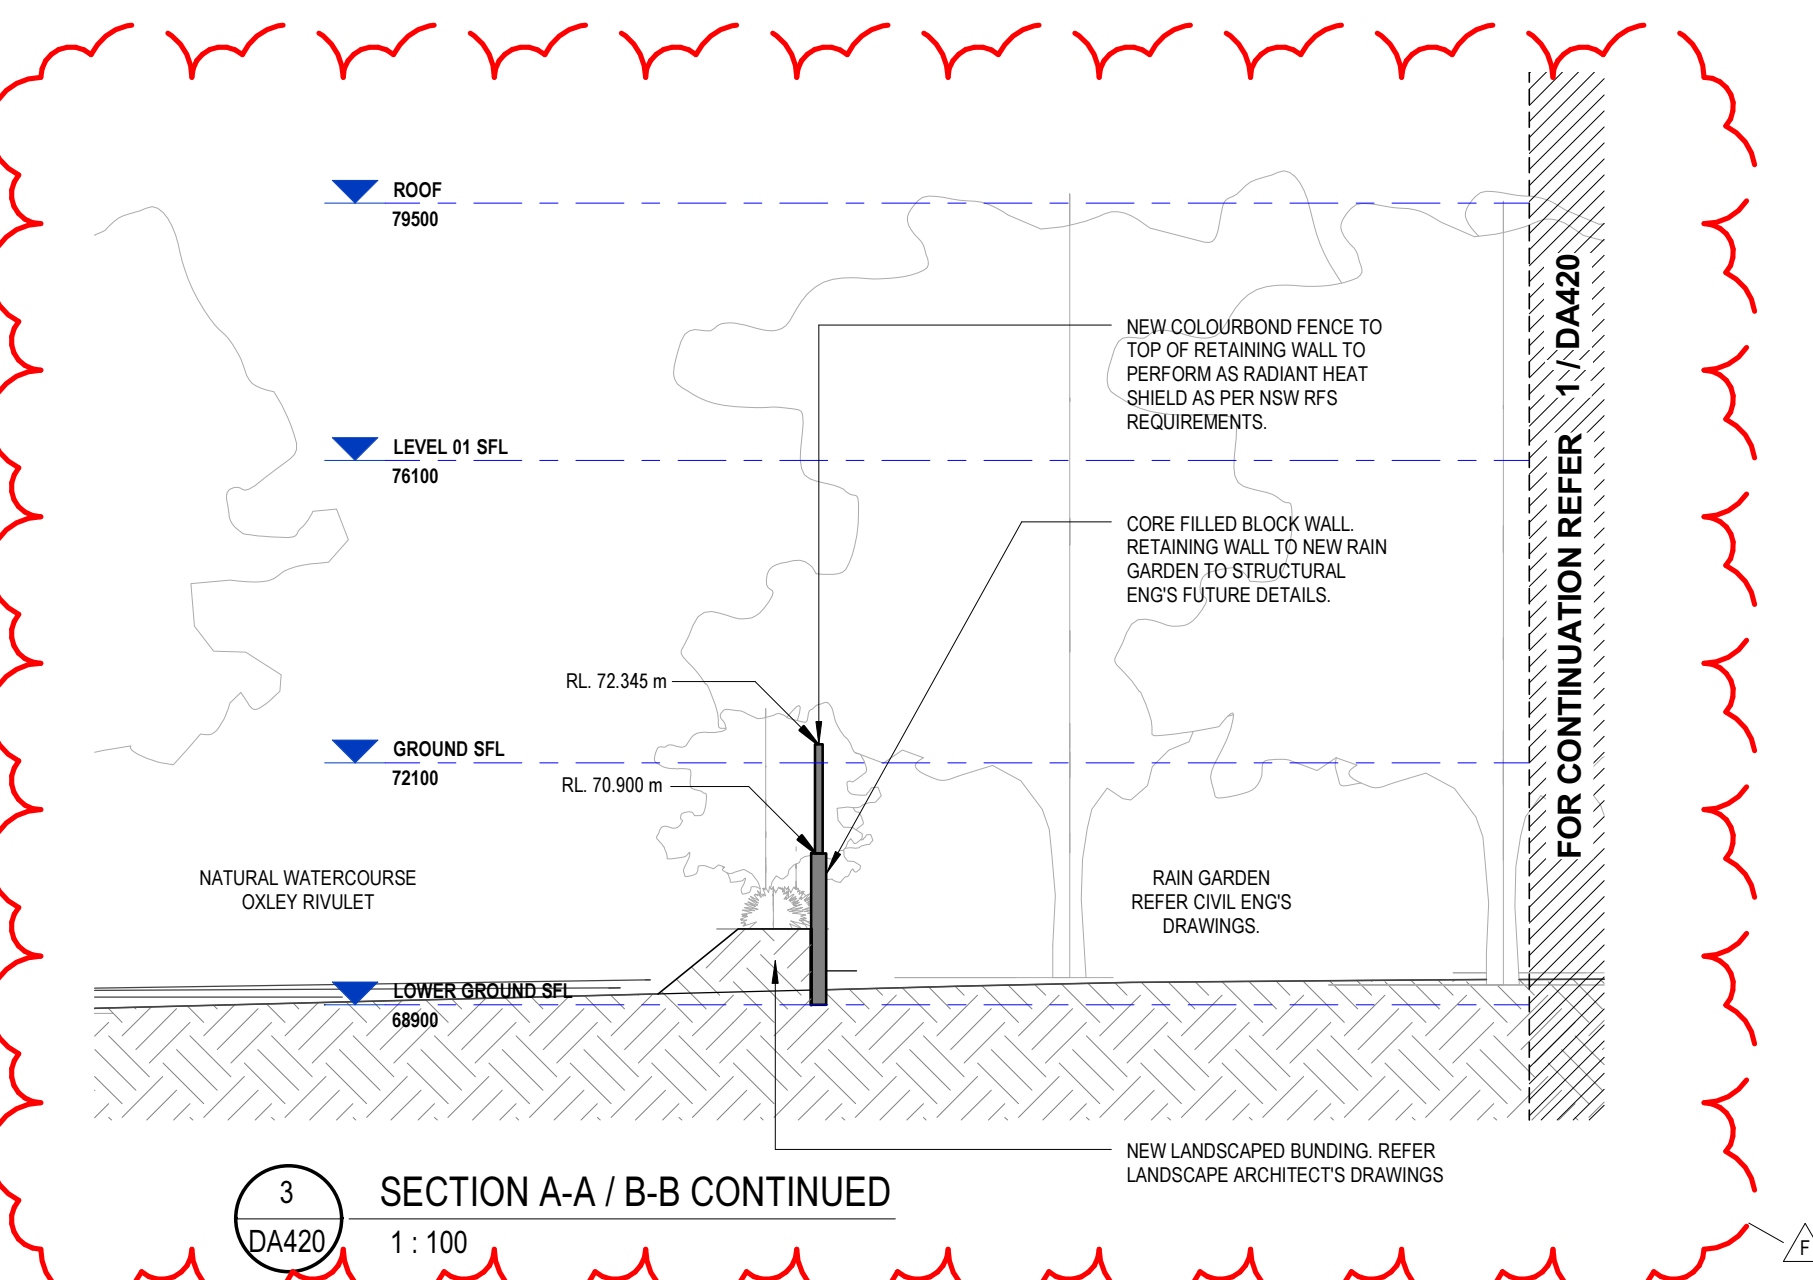 ROOF
79500
NEW COLOURBOND FENCE TO
TOP OF RETAINING WALL TO
PERFORM AS RADIANT HEAT
SHIELD AS PER NSW RFS
REQUIREMENTS.
LEVEL 01 SFL
76100
CORE FILLED BLOCK WALL.
RETAINING WALL TO NEW RAIN
GARDEN TO STRUCTURAL
ENG'S FUTURE DETAILS.
RL. 72.345 m
GROUND SFL
72100
RL. 70.900 m
NATURAL WATERCOURSE
OXLEY RIVULET
RAIN GARDEN
REFER CIVIL ENG'S
DRAWINGS.
LOWER GROUND SFL
68900
FOR CONTINUATION REFER 1 / DA420
NEW LANDSCAPED BUNDING. REFER
LANDSCAPE ARCHITECT'S DRAWINGS
3
DA420
SECTION A-A / B-B CONTINUED
1 : 100
F